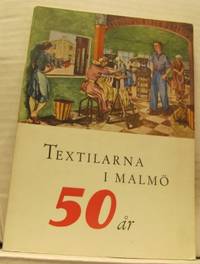 TEXTILARNA
I MALMÖ
50 år